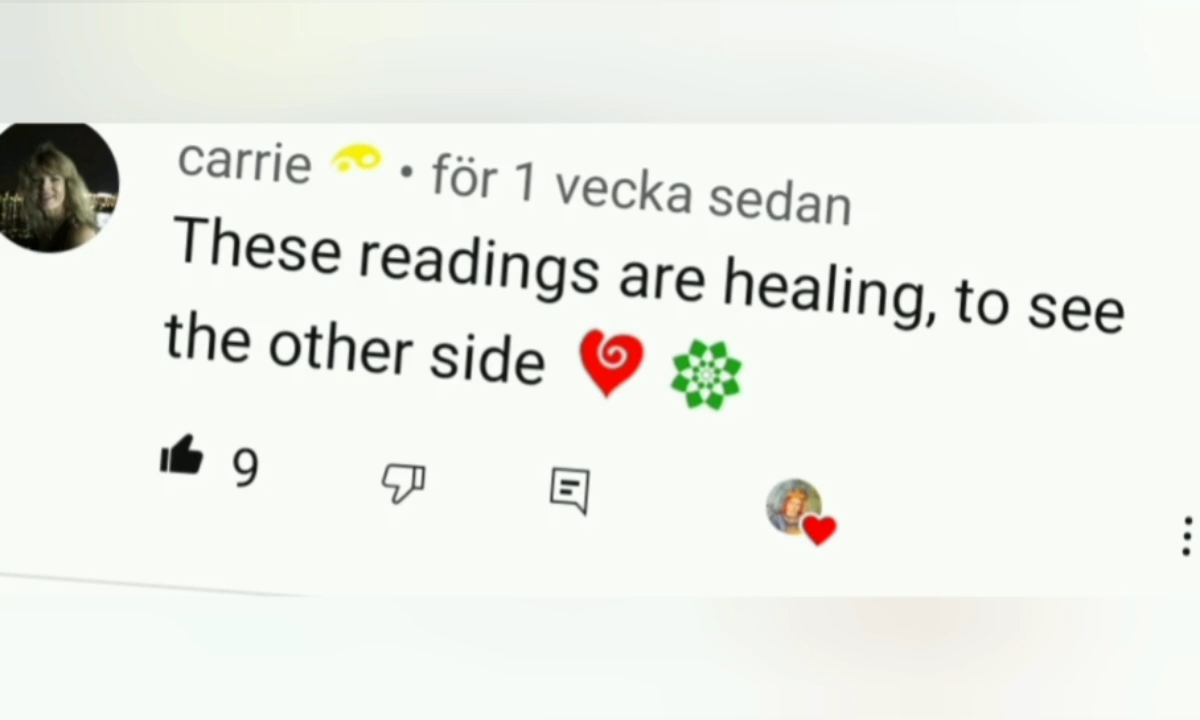 carrie • för 1 vecka sedan
These readings are healing, to see
the other side
9